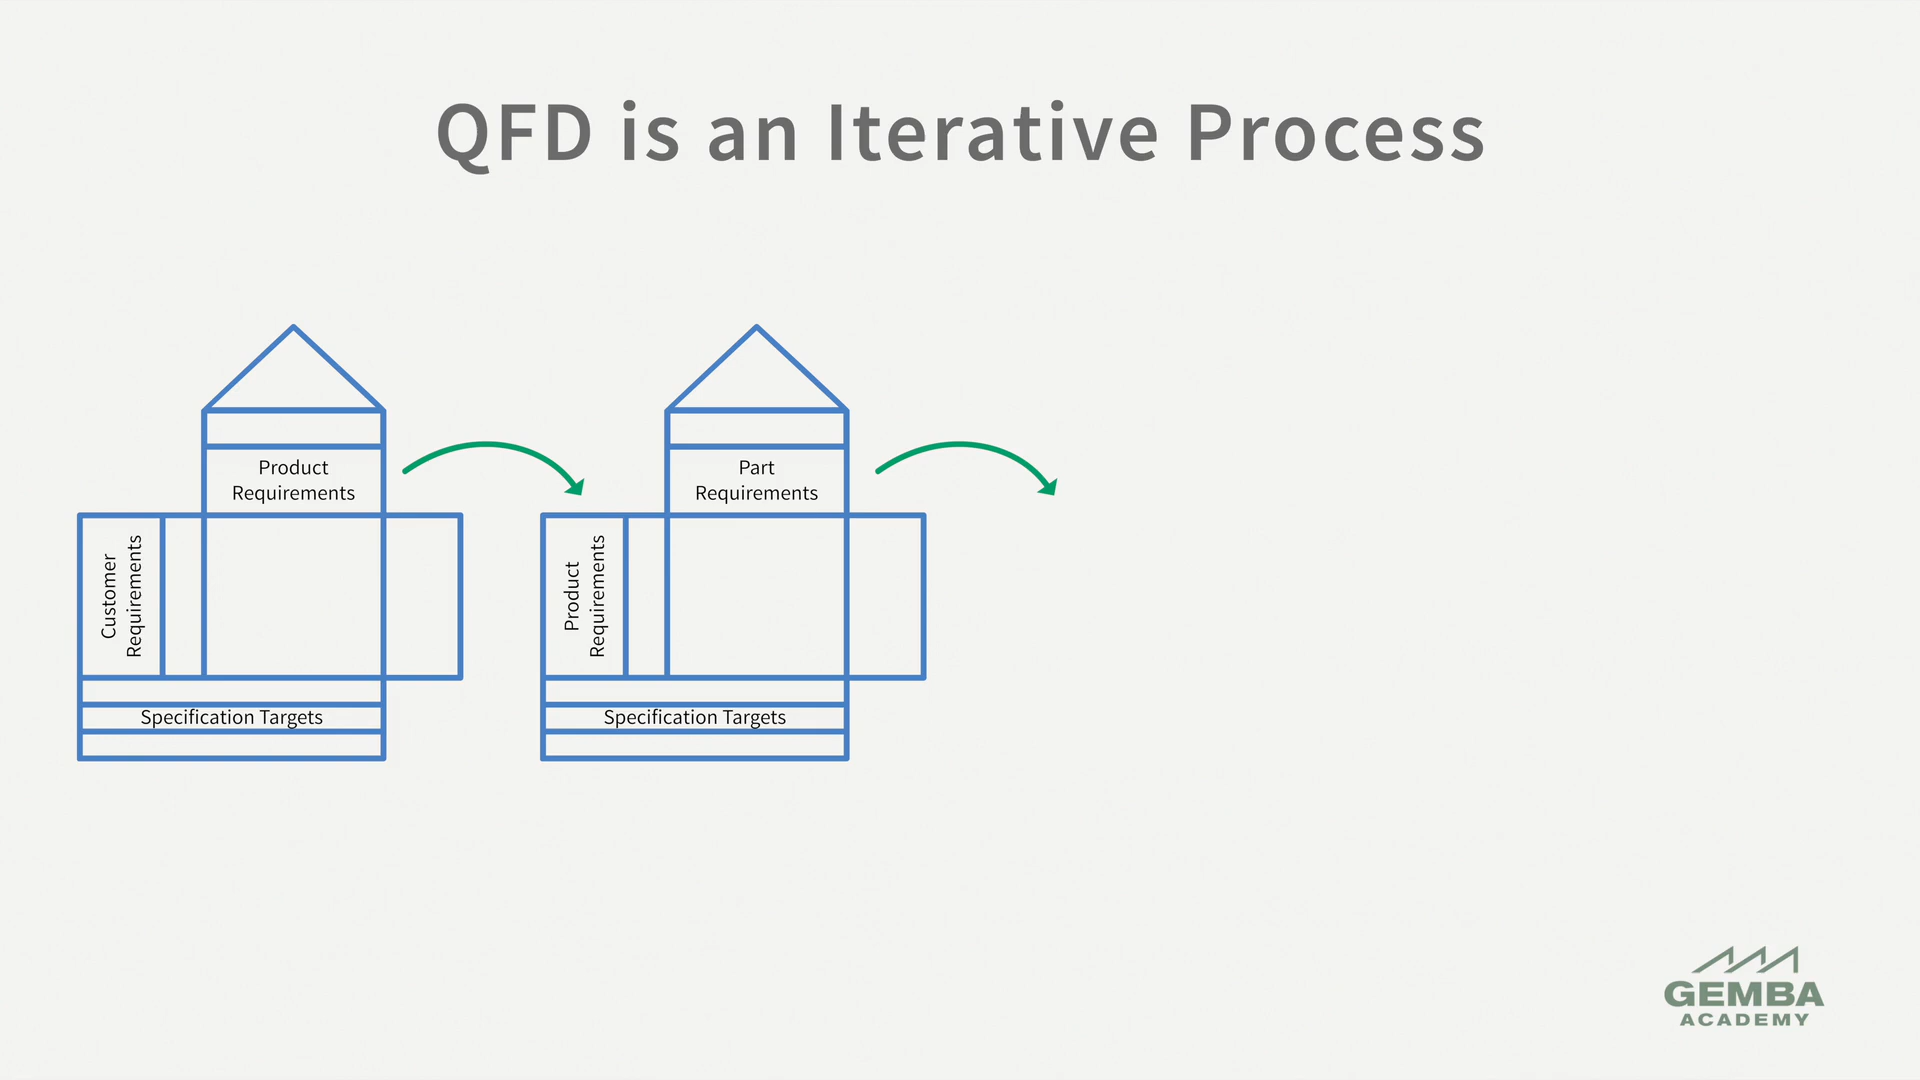 QFD is an Iterative Process
Product
Requirements
Customer
Requirements
Specification Targets
Part
Requirements
Product
Requirements
Specification Targets
GEMBA
ACADEMY